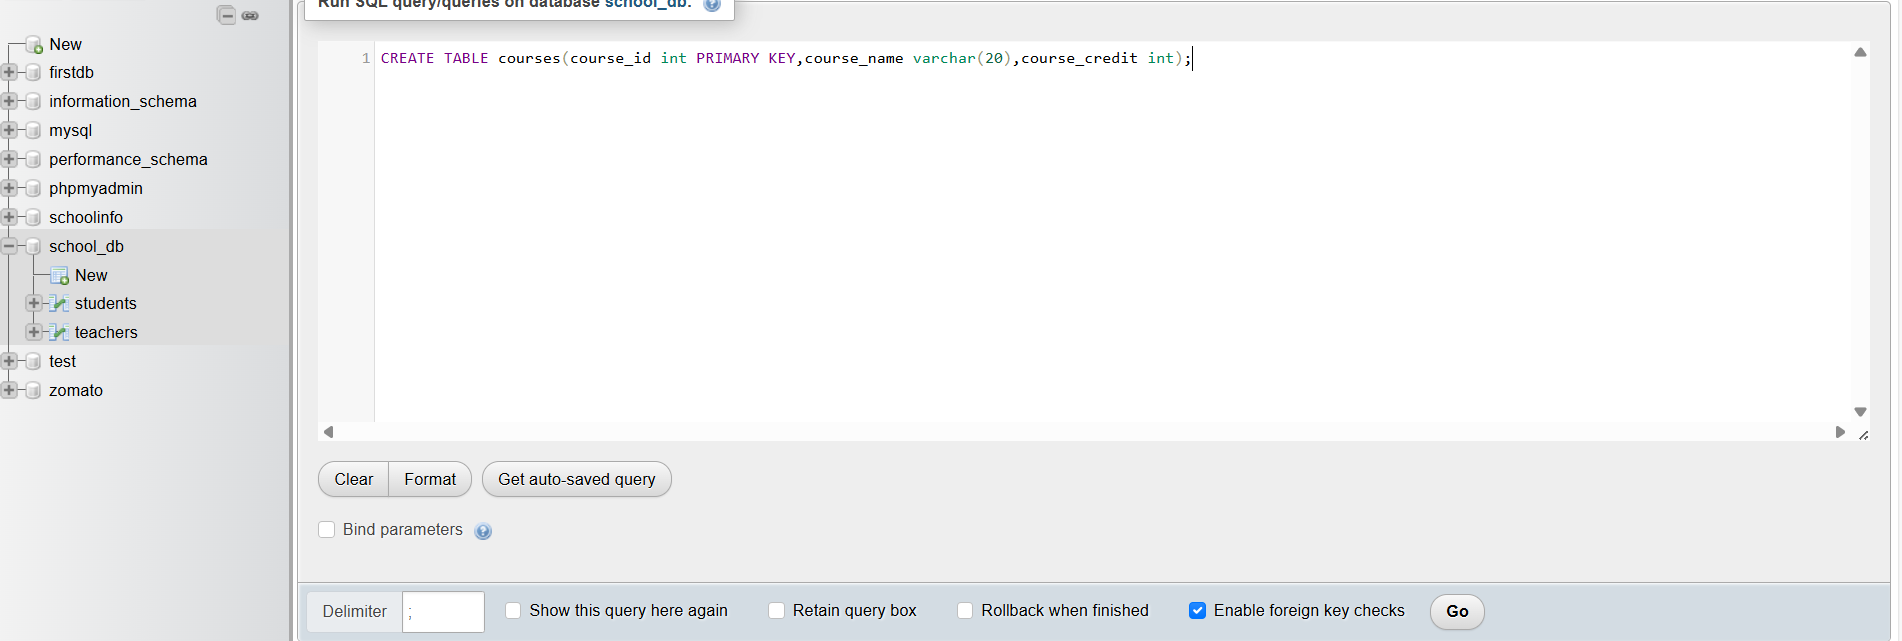 Run SQL query/queries on database school_db:
New
firstdb
information_schema
mysql
performance_schema
phpmyadmin
schoolinfo
school_db
New
students
teachers
test
zomato
1 CREATE TABLE courses(course_id int PRIMARY KEY,course_name varchar(20),course_credit int);
Clear Format Get auto-saved query
Bind parameters
Delimiter ; Show this query here again Retain query box Rollback when finished Enable foreign key checks Go